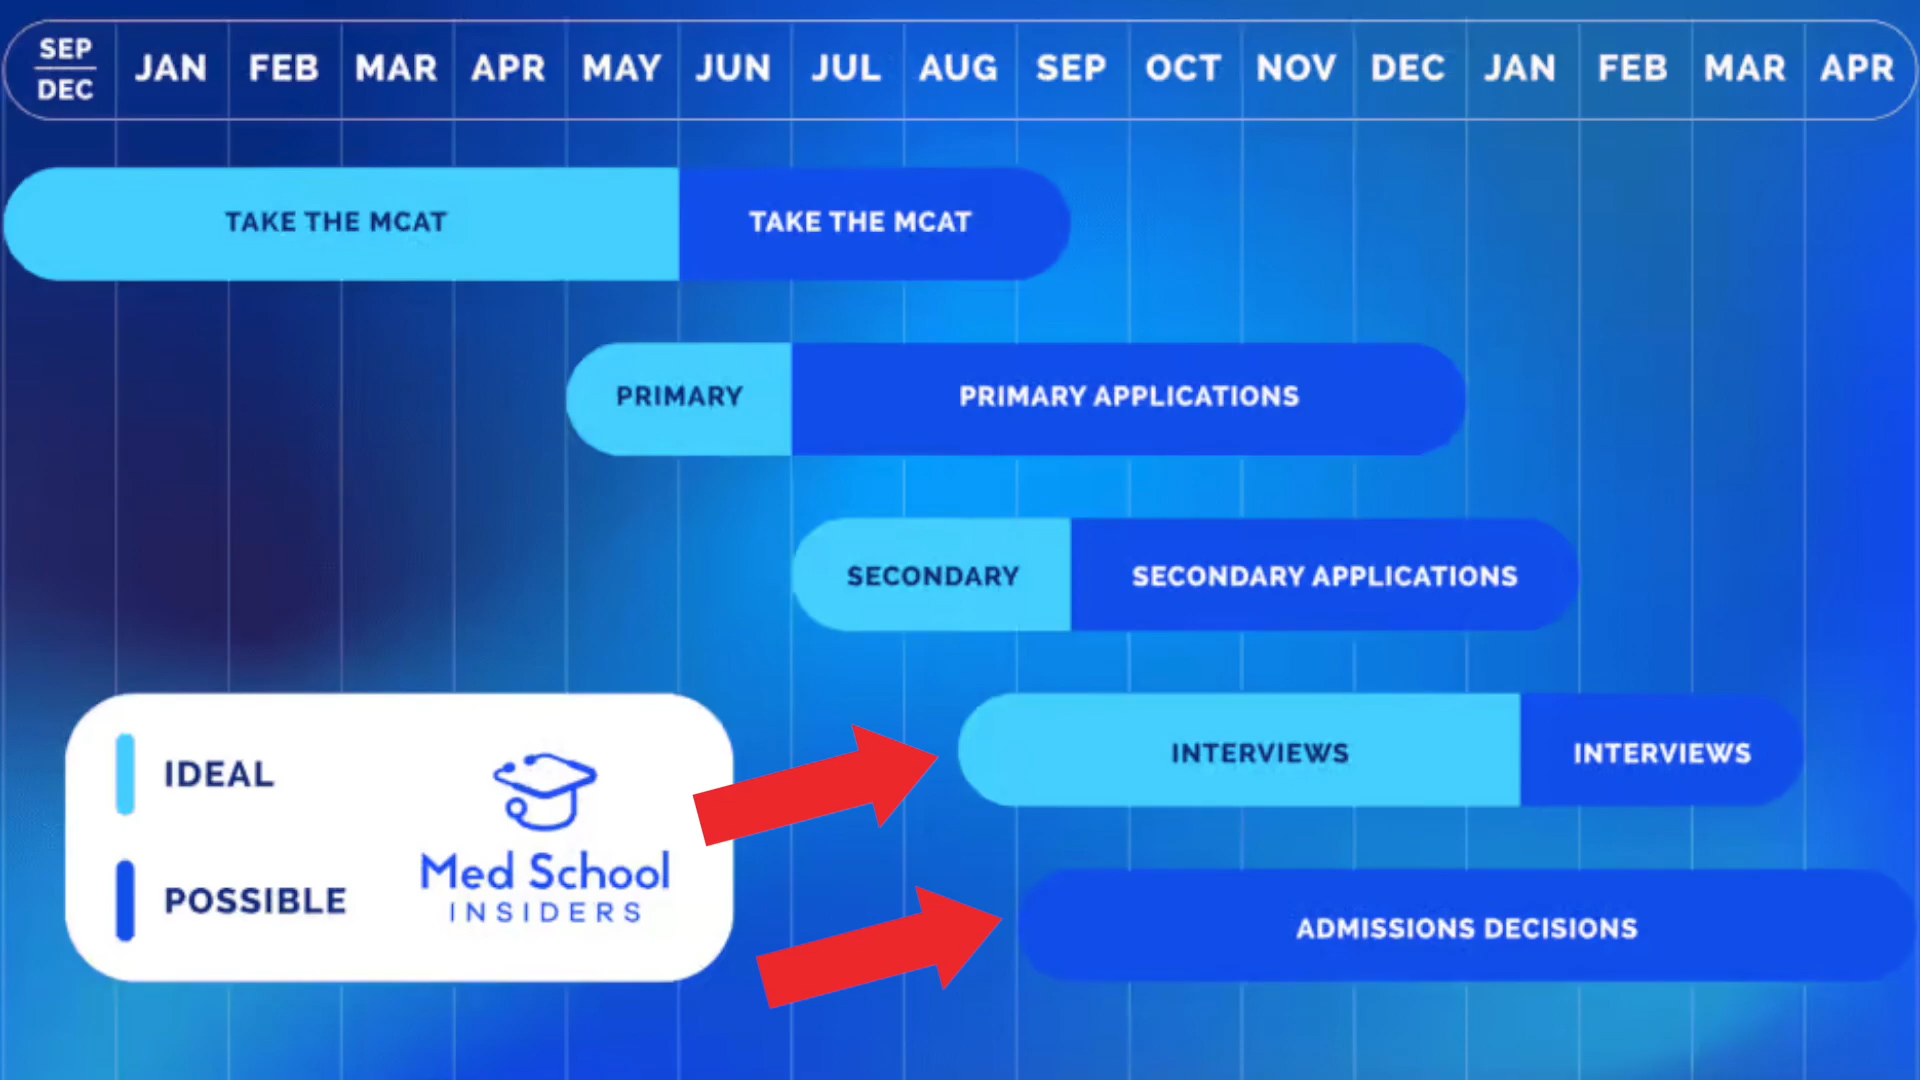 SEP
DEC
JAN FEB MAR APR MAY JUN JUL AUG SEP OCT NOV DEC JAN FEB MAR APR
TAKE THE MCAT TAKE THE MCAT
PRIMARY PRIMARY APPLICATIONS
SECONDARY SECONDARY APPLICATIONS
INTERVIEWS INTERVIEWS
ADMISSIONS DECISIONS
IDEAL
POSSIBLE
Med School
INSIDERS